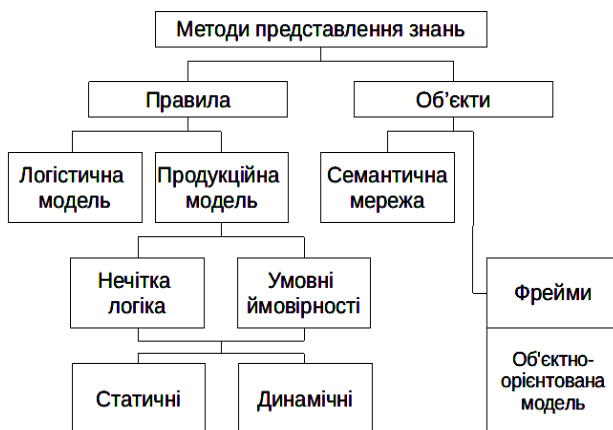 Методи представлення знань
Правила
Об’єкти
Логістична
модель
Продукційна
модель
Семантична
мережа
Нечітка
логіка
Умовні
ймовірності
Фрейми
Об'єктно-
орієнтована
модель
Статичні
Динамічні